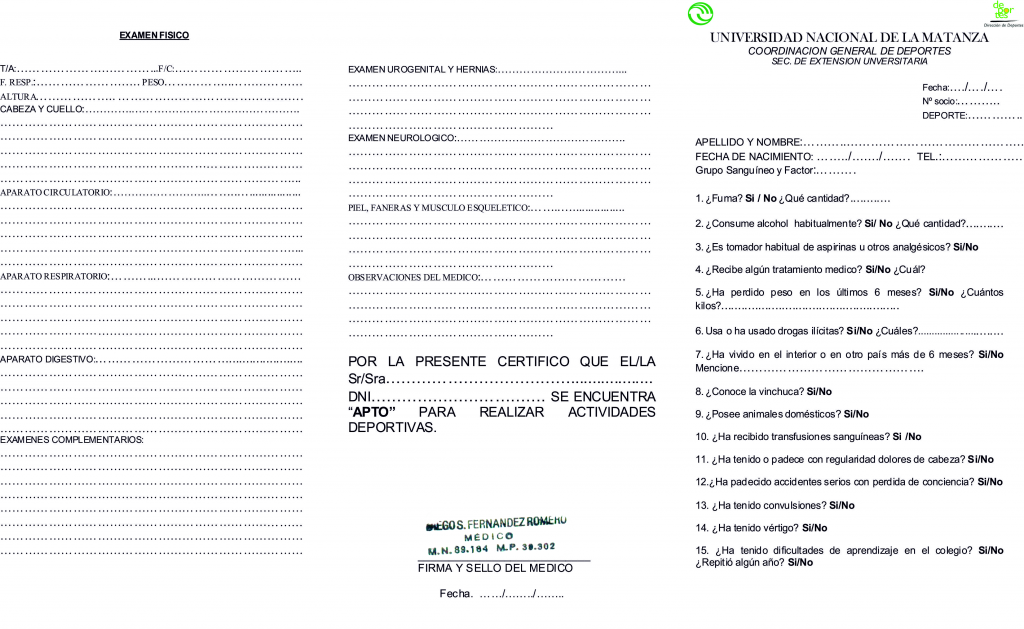 EXAMEN FISICO
T/A:……………………………...F/C:…………………………..
F. RESP.:……………………… PESO…………………………………
ALTURA……………………………………………………………
CABEZA Y CUELLO:……………………………………………….
……………………………………………………………………
……………………………………………………………………
……………………………………………………………………
……………………………………………………………………
……………………………………………………………………
APARATO CIRCULATORIO:…………………………………………
……………………………………………………………………
……………………………………………………………………
……………………………………………………………………
……………………………………………………………………
……………………………………………………………………
APARATO RESPIRATORIO:…………………………………………
……………………………………………………………………
……………………………………………………………………
……………………………………………………………………
……………………………………………………………………
……………………………………………………………………
APARATO DIGESTIVO:……………………………………………
……………………………………………………………………
……………………………………………………………………
……………………………………………………………………
……………………………………………………………………
……………………………………………………………………
EXAMENES COMPLEMENTARIOS:
……………………………………………………………………
……………………………………………………………………
……………………………………………………………………
……………………………………………………………………
……………………………………………………………………
……………………………………………………………………
……………………………………………………………………
……………………………………………………………………
EXAMEN UROGENITAL Y HERNIAS:…………………………....
……………………………………………………………………
……………………………………………………………………
……………………………………………………………………
………………………………………………
EXAMEN NEUROLOGICO:…………………………………….
……………………………………………………………………
……………………………………………………………………
……………………………………………………………………
………………………………………………
PIEL, FANERAS Y MUSCULO ESQUELETICO:……………………
……………………………………………………………………
……………………………………………………………………
……………………………………………………………………
………………………………………………
OBSERVACIONES DEL MEDICO:……………………………
……………………………………………………………………
……………………………………………………………………
……………………………………………………………………
………………………………………………
POR LA PRESENTE CERTIFICO QUE EL/LA
Sr/Sra………………………………....................
DNI…………………………… SE ENCUENTRA
“APTO” PARA REALIZAR ACTIVIDADES
DEPORTIVAS.
S. FERNANDEZ ROMERO
MÉDICO
M.N. 89.184 M.P. 39.302
FIRMA Y SELLO DEL MEDICO
Fecha. ……/……../……..
deportes
Dirección de Deportes
UNIVERSIDAD NACIONAL DE LA MATANZA
COORDINACION GENERAL DE DEPORTES
SEC. DE EXTENSION UNVERSITARIA
Fecha:…../…./….
Nº socio:………..
DEPORTE:…………..
APELLIDO Y NOMBRE:……………………………………………
FECHA DE NACIMIENTO: ……../……./……. TEL.:………………
Grupo Sanguíneo y Factor:……….
1. ¿Fuma? Si / No ¿Qué cantidad?...........
2. ¿Consume alcohol habitualmente? Si/ No ¿Qué cantidad?...........
3. ¿Es tomador habitual de aspirinas u otros analgésicos? Si/No
4. ¿Recibe algún tratamiento medico? Si/No ¿Cuál?
5. ¿Ha perdido peso en los últimos 6 meses? Si/No ¿Cuántos
kilos?……………………………………………
6. Usa o ha usado drogas ilícitas? Si/No ¿Cuáles?...........................
7. ¿Ha vivido en el interior o en otro país más de 6 meses? Si/No
Mencione……………………………………….
8. ¿Conoce la vinchuca? Si/No
9. ¿Posee animales domésticos? Si/No
10. ¿Ha recibido transfusiones sanguíneas? Si /No
11. ¿Ha tenido o padece con regularidad dolores de cabeza? Si/No
12.¿Ha padecido accidentes serios con perdida de conciencia? Si/No
13. ¿Ha tenido convulsiones? Si/No
14. ¿Ha tenido vértigo? Si/No
15. ¿Ha tenido dificultades de aprendizaje en el colegio? Si/No
¿Repitió algún año? Si/No